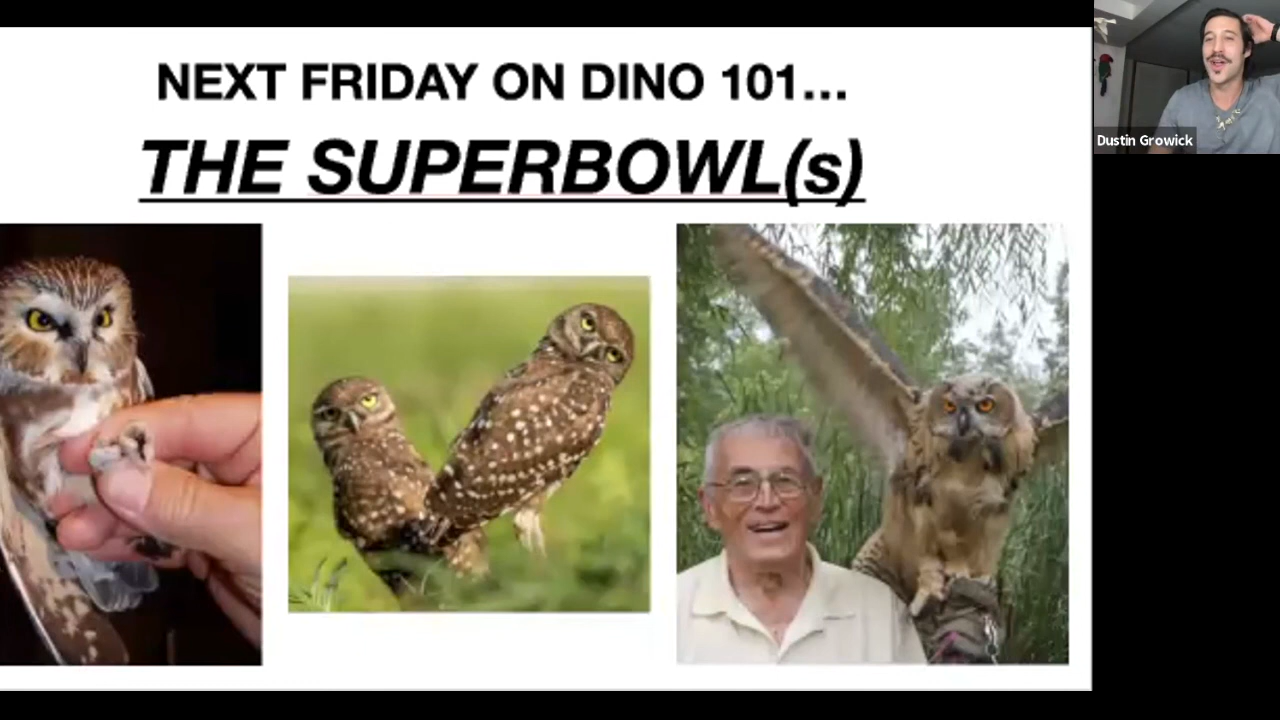 NEXT FRIDAY ON DINO 101...
THE SUPERBOWL(s)
Dustin Growick